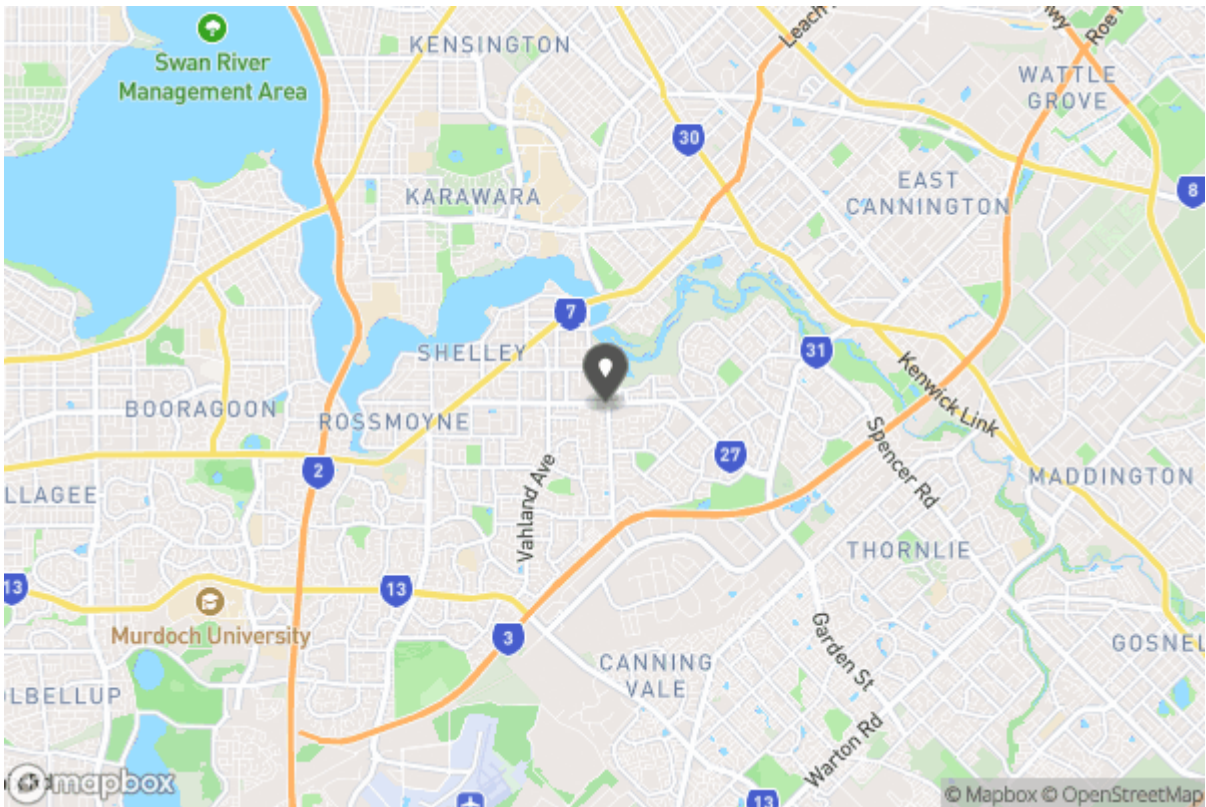 Leach
Hwy
Roe
KENSINGTON
Swan River
Management Area
WATTLE
GROVE
30
KARAWARA
EAST
CANNINGTON
8
7
SHELLEY
31
Kenwick Link
BOORAGOON
ROSSMOYNE
2
27
Spencer Rd
MADDINGTON
LLAGEE
Vahland Ave
THORNLIE
13
13
Murdoch University
3
Garden St
GOSNEL
CANNING
VALE
OLBELLUP
Warton Rd
mapbox
13
© Mapbox © OpenStreetMap